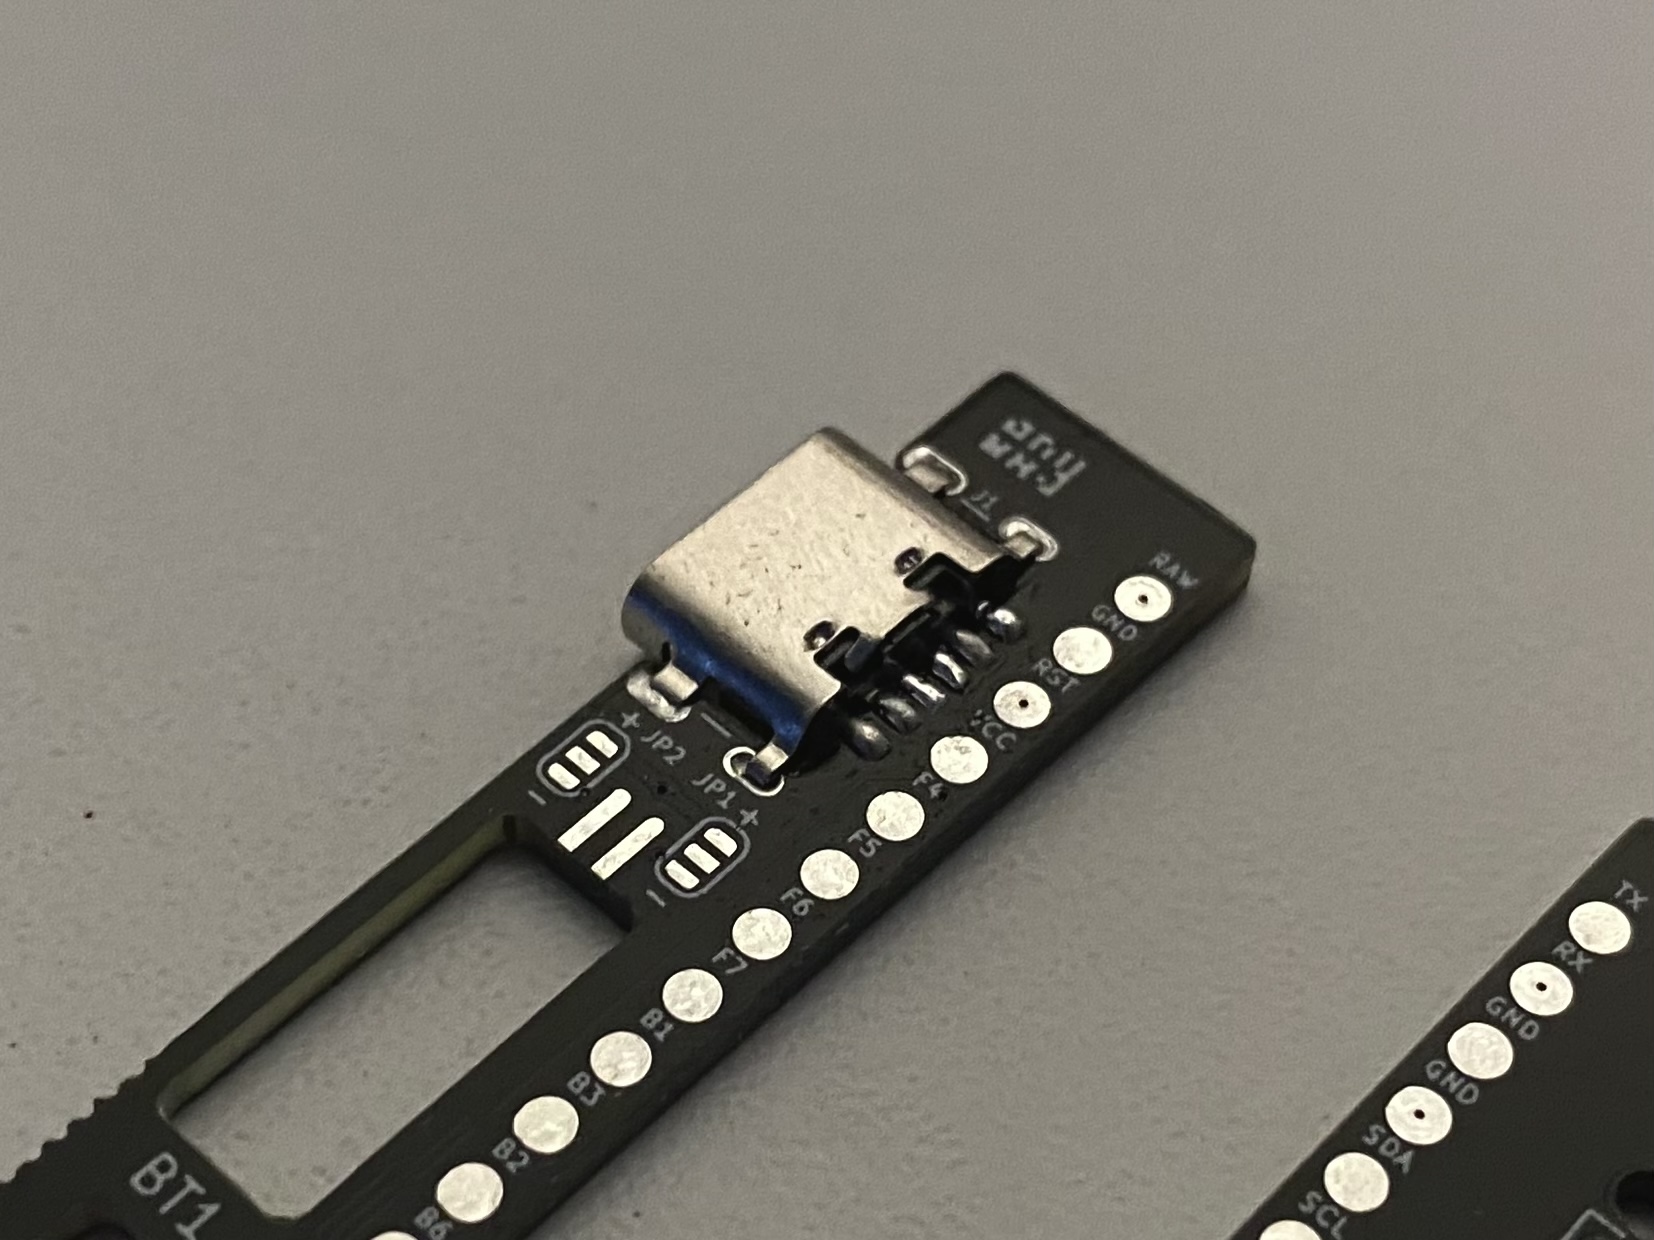 J1
RAW
GND
RST
VCC
F4
F5
F6
F7
B1
B3
B2
B6
+
JP2
-
JP1
+
-
BT1
TX
RX
GND
GND
SDA
SCL